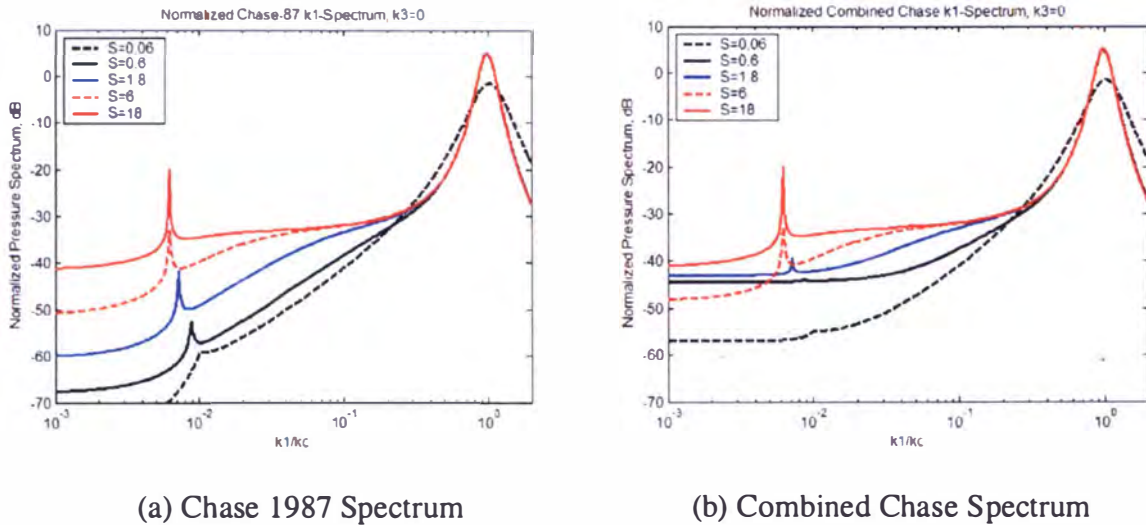 Normalized Chase-87 k1-Spectrum, k3=0
Normalized Pressure Spectrum, dB
10
0
-10
-20
-30
-40
-50
-60
-70
S=0.06
S=0.6
S=1.8
S=6
S=18
10^-3
10^-2
10^-1
10^0
k1/kc
(a) Chase 1987 Spectrum
Normalized Combined Chase k1-Spectrum, k3=0
Normalized Pressure Spectrum, dB
10
0
-10
-20
-30
-40
-50
-60
-70
S=0.06
S=0.6
S=1.8
S=6
S=18
10^-3
10^-2
10^-1
10^0
k1/kc
(b) Combined Chase Spectrum